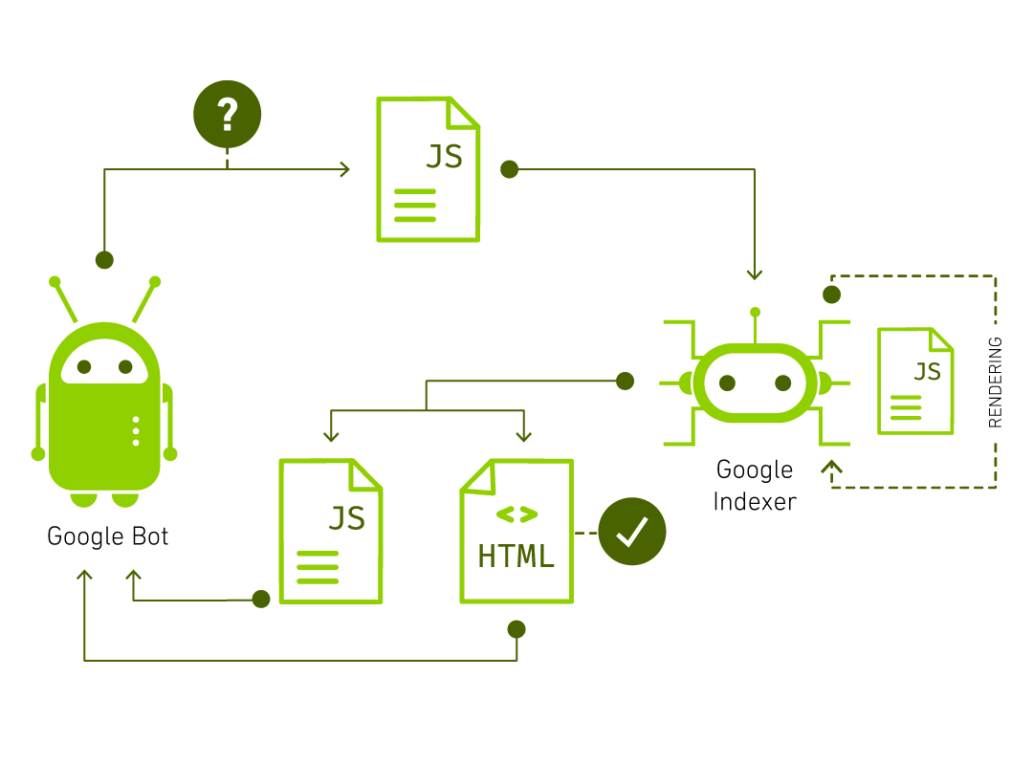 ?
JS
JS
RENDERING
Google
Indexer
JS
<>
HTML
Google Bot